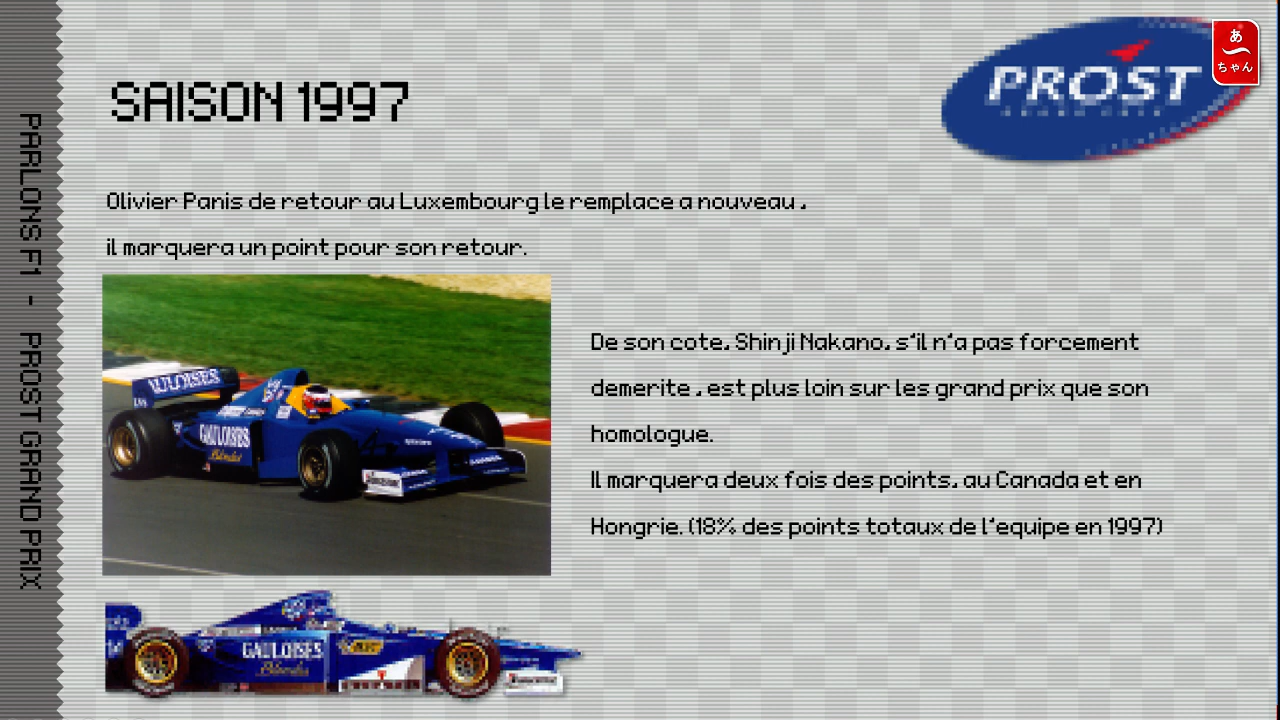 PARLONS F1 - PROST GRAND PRIX
SAISON 1997
PROST
あー
ちゃん
Olivier Panis de retour au Luxembourg le remplace a nouveau ,
il marquera un point pour son retour.
GAULOISES
Blondes
De son cote, Shinji Nakano, s'il n'a pas forcement
demerite , est plus loin sur les grand prix que son
homologue.
Il marquera deux fois des points, au Canada et en
Hongrie. (18% des points totaux de l'equipe en 1997)
GAULOISES
Blondes